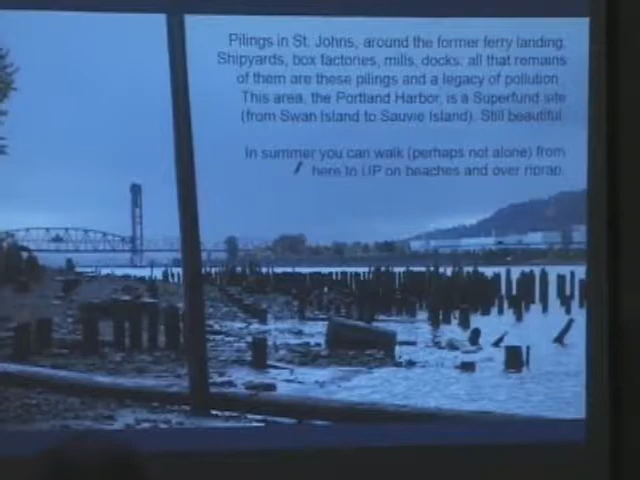 Pilings in St. Johns, around the former ferry landing.
Shipyards, box factories, mills, docks: all that remains
of them are these pilings and a legacy of pollution.
This area, the Portland Harbor, is a Superfund site
(from Swan Island to Sauvie Island). Still beautiful.
In summer you can walk (perhaps not alone) from
here to UP on beaches and over riprap.